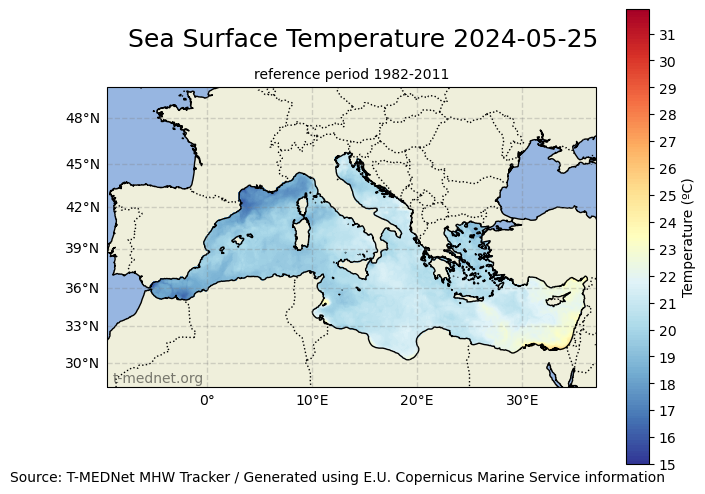 Sea Surface Temperature 2024-05-25
reference period 1982-2011
48°N
45°N
42°N
39°N
36°N
33°N
30°N
t-mednet.org
0°
10°E
20°E
30°E
31
30
29
28
27
26
25
24
23
22
21
20
19
18
17
16
15
Temperature (ºC)
Source: T-MEDNet MHW Tracker / Generated using E.U. Copernicus Marine Service information